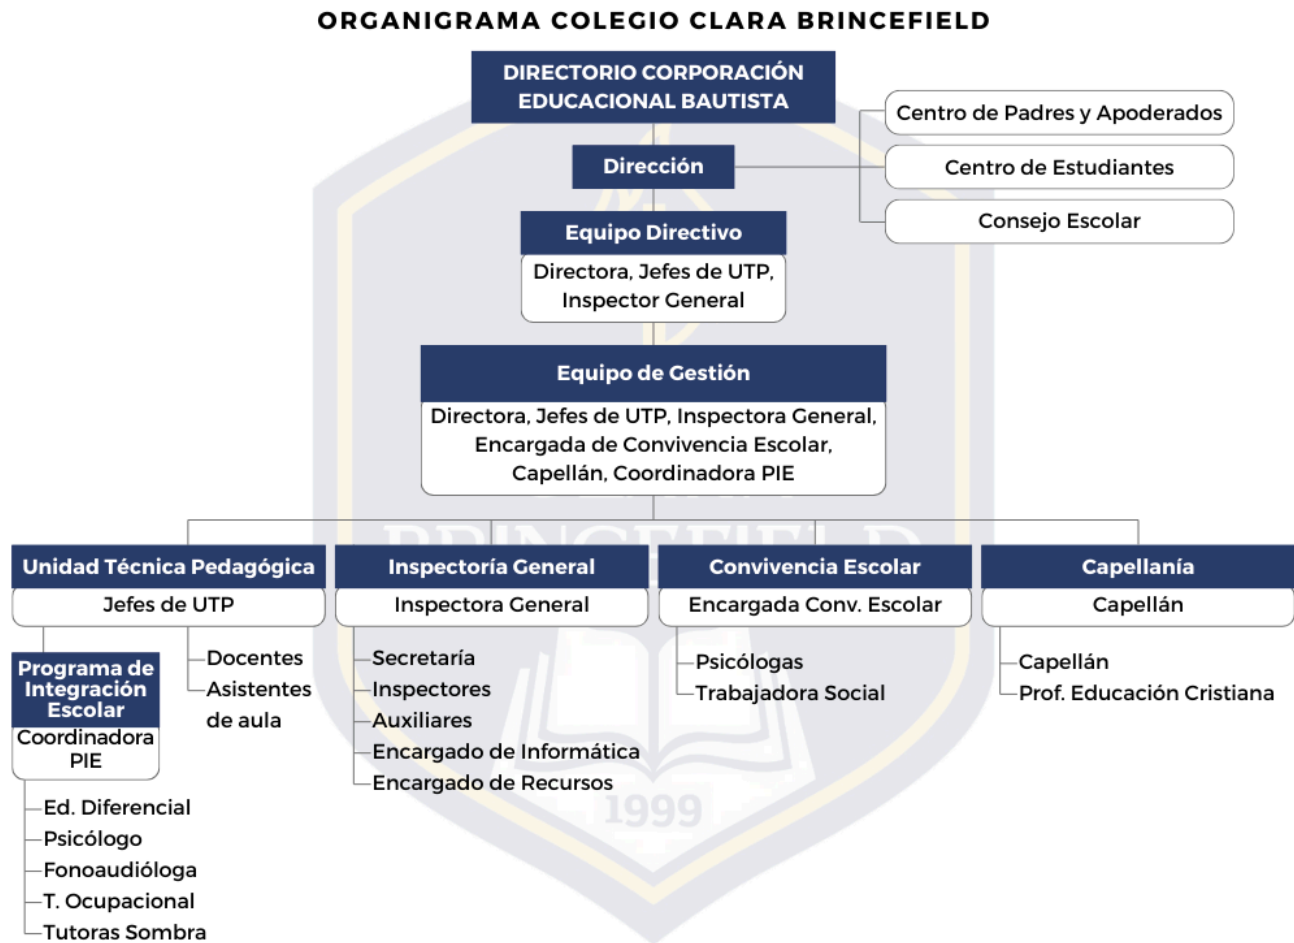 ORGANIGRAMA COLEGIO CLARA BRINCEFIELD
DIRECTORIO CORPORACIÓN
EDUCACIONAL BAUTISTA
Centro de Padres y Apoderados
Dirección
Centro de Estudiantes
Consejo Escolar
Equipo Directivo
Directora, Jefes de UTP,
Inspector General
Equipo de Gestión
Directora, Jefes de UTP, Inspectora General,
Encargada de Convivencia Escolar,
Capellán, Coordinadora PIE
BRINCEFIELD
Unidad Técnica Pedagógica
Jefes de UTP
Programa de
Integración
Escolar
Coordinadora
PIE
Ed. Diferencial
Psicólogo
Fonoaudióloga
T. Ocupacional
Tutoras Sombra
Docentes
Asistentes
de aula
Inspectoría General
Inspectora General
Secretaría
Inspectores
Auxiliares
Encargado de Informática
Encargado de Recursos
Convivencia Escolar
Encargada Conv. Escolar
Psicólogas
Trabajadora Social
Capellanía
Capellán
Capellán
Prof. Educación Cristiana
1999